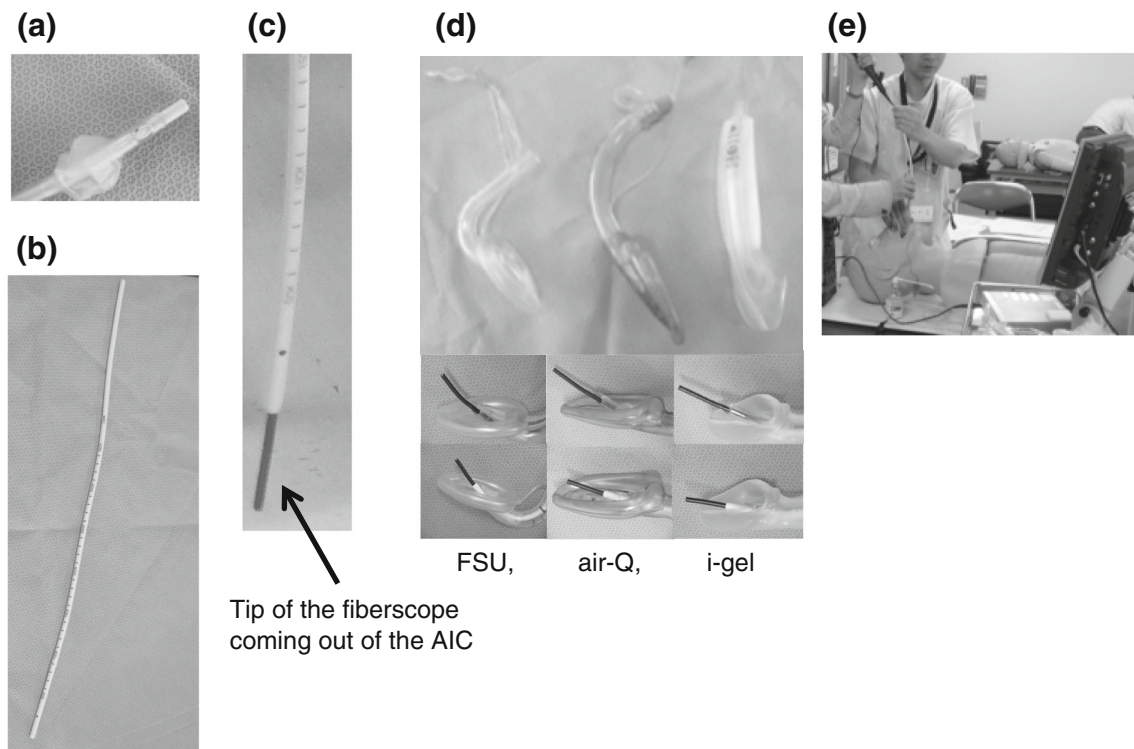 (a)
(c)
(d)
(e)
(b)
FSU, air-Q, i-gel
Tip of the fiberscope
coming out of the AIC